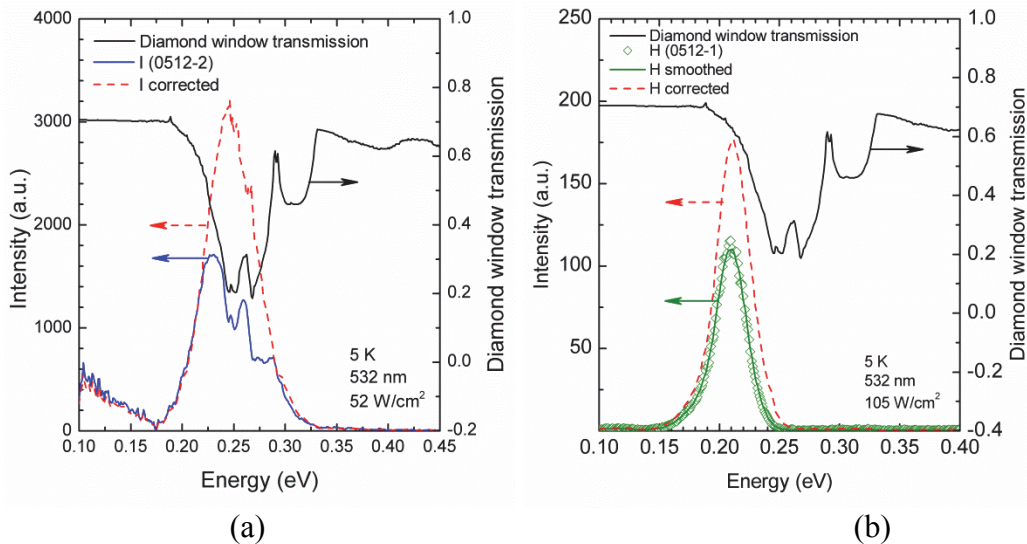 4000
3000
2000
1000
0
Intensity (a.u.)
Diamond window transmission
I (0512-2)
I corrected
5 K
532 nm
52 W/cm²
1.0
0.8
0.6
0.4
0.2
0.0
-0.2
Diamond window transmission
0.10 0.15 0.20 0.25 0.30 0.35 0.40 0.45
Energy (eV)
(a)
250
200
150
100
50
Intensity (a.u.)
Diamond window transmission
H (0512-1)
H smoothed
H corrected
5 K
532 nm
105 W/cm²
1.0
0.8
0.6
0.4
0.2
0.0
-0.2
-0.4
Diamond window transmission
0.10 0.15 0.20 0.25 0.30 0.35 0.40
Energy (eV)
(b)